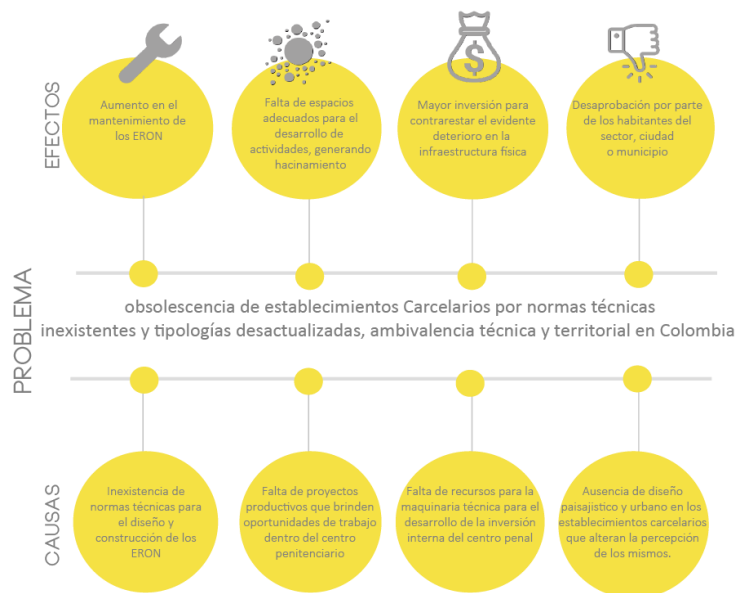 EFECTOS
Aumento en el
mantenimiento de
los ERON
Falta de espacios
adecuados para el
desarrollo de
actividades, generando
hacinamiento
$
Mayor inversión para
contrarestar el evidente
deterioro en la
infraestructura física
Desaprobación por parte
de los habitantes del
sector, ciudad
o municipio
PROBLEMA
obsolescencia de establecimientos Carcelarios por normas técnicas
inexistentes y tipologías desactualizadas, ambivalencia técnica y territorial en Colombia
CAUSAS
Inexistencia de
normas técnicas para
el diseño y
construcción de los
ERON
Falta de proyectos
productivos que brinden
oportunidades de trabajo
dentro del centro
penitenciario
Falta de recursos para la
maquinaria técnica para el
desarrollo de la inversión
interna del centro penal
Ausencia de diseño
paisajistico y urbano en los
establecimientos carcelarios
que alteran la percepción
de los mismos.